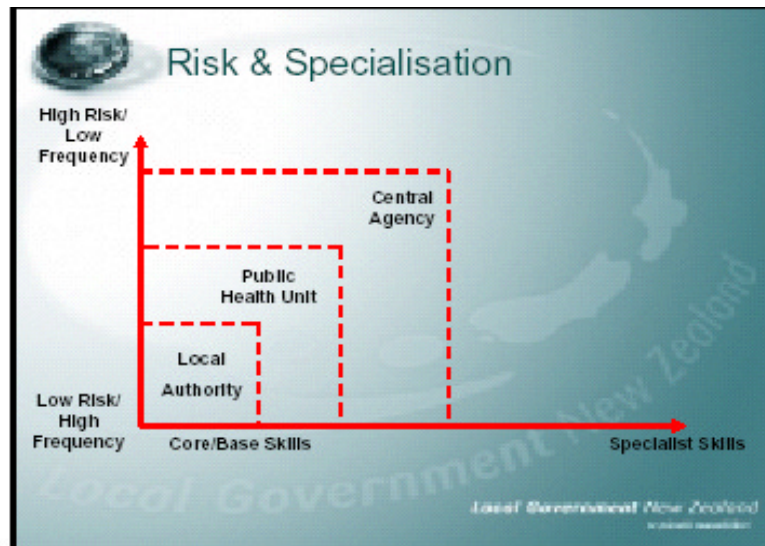 Risk & Specialisation
High Risk/
Low
Frequency
Central
Agency
Public
Health Unit
Local
Authority
Low Risk/
High
Frequency
Core/Base Skills
Specialist Skills
Local Government New Zealand
Local Government New Zealand